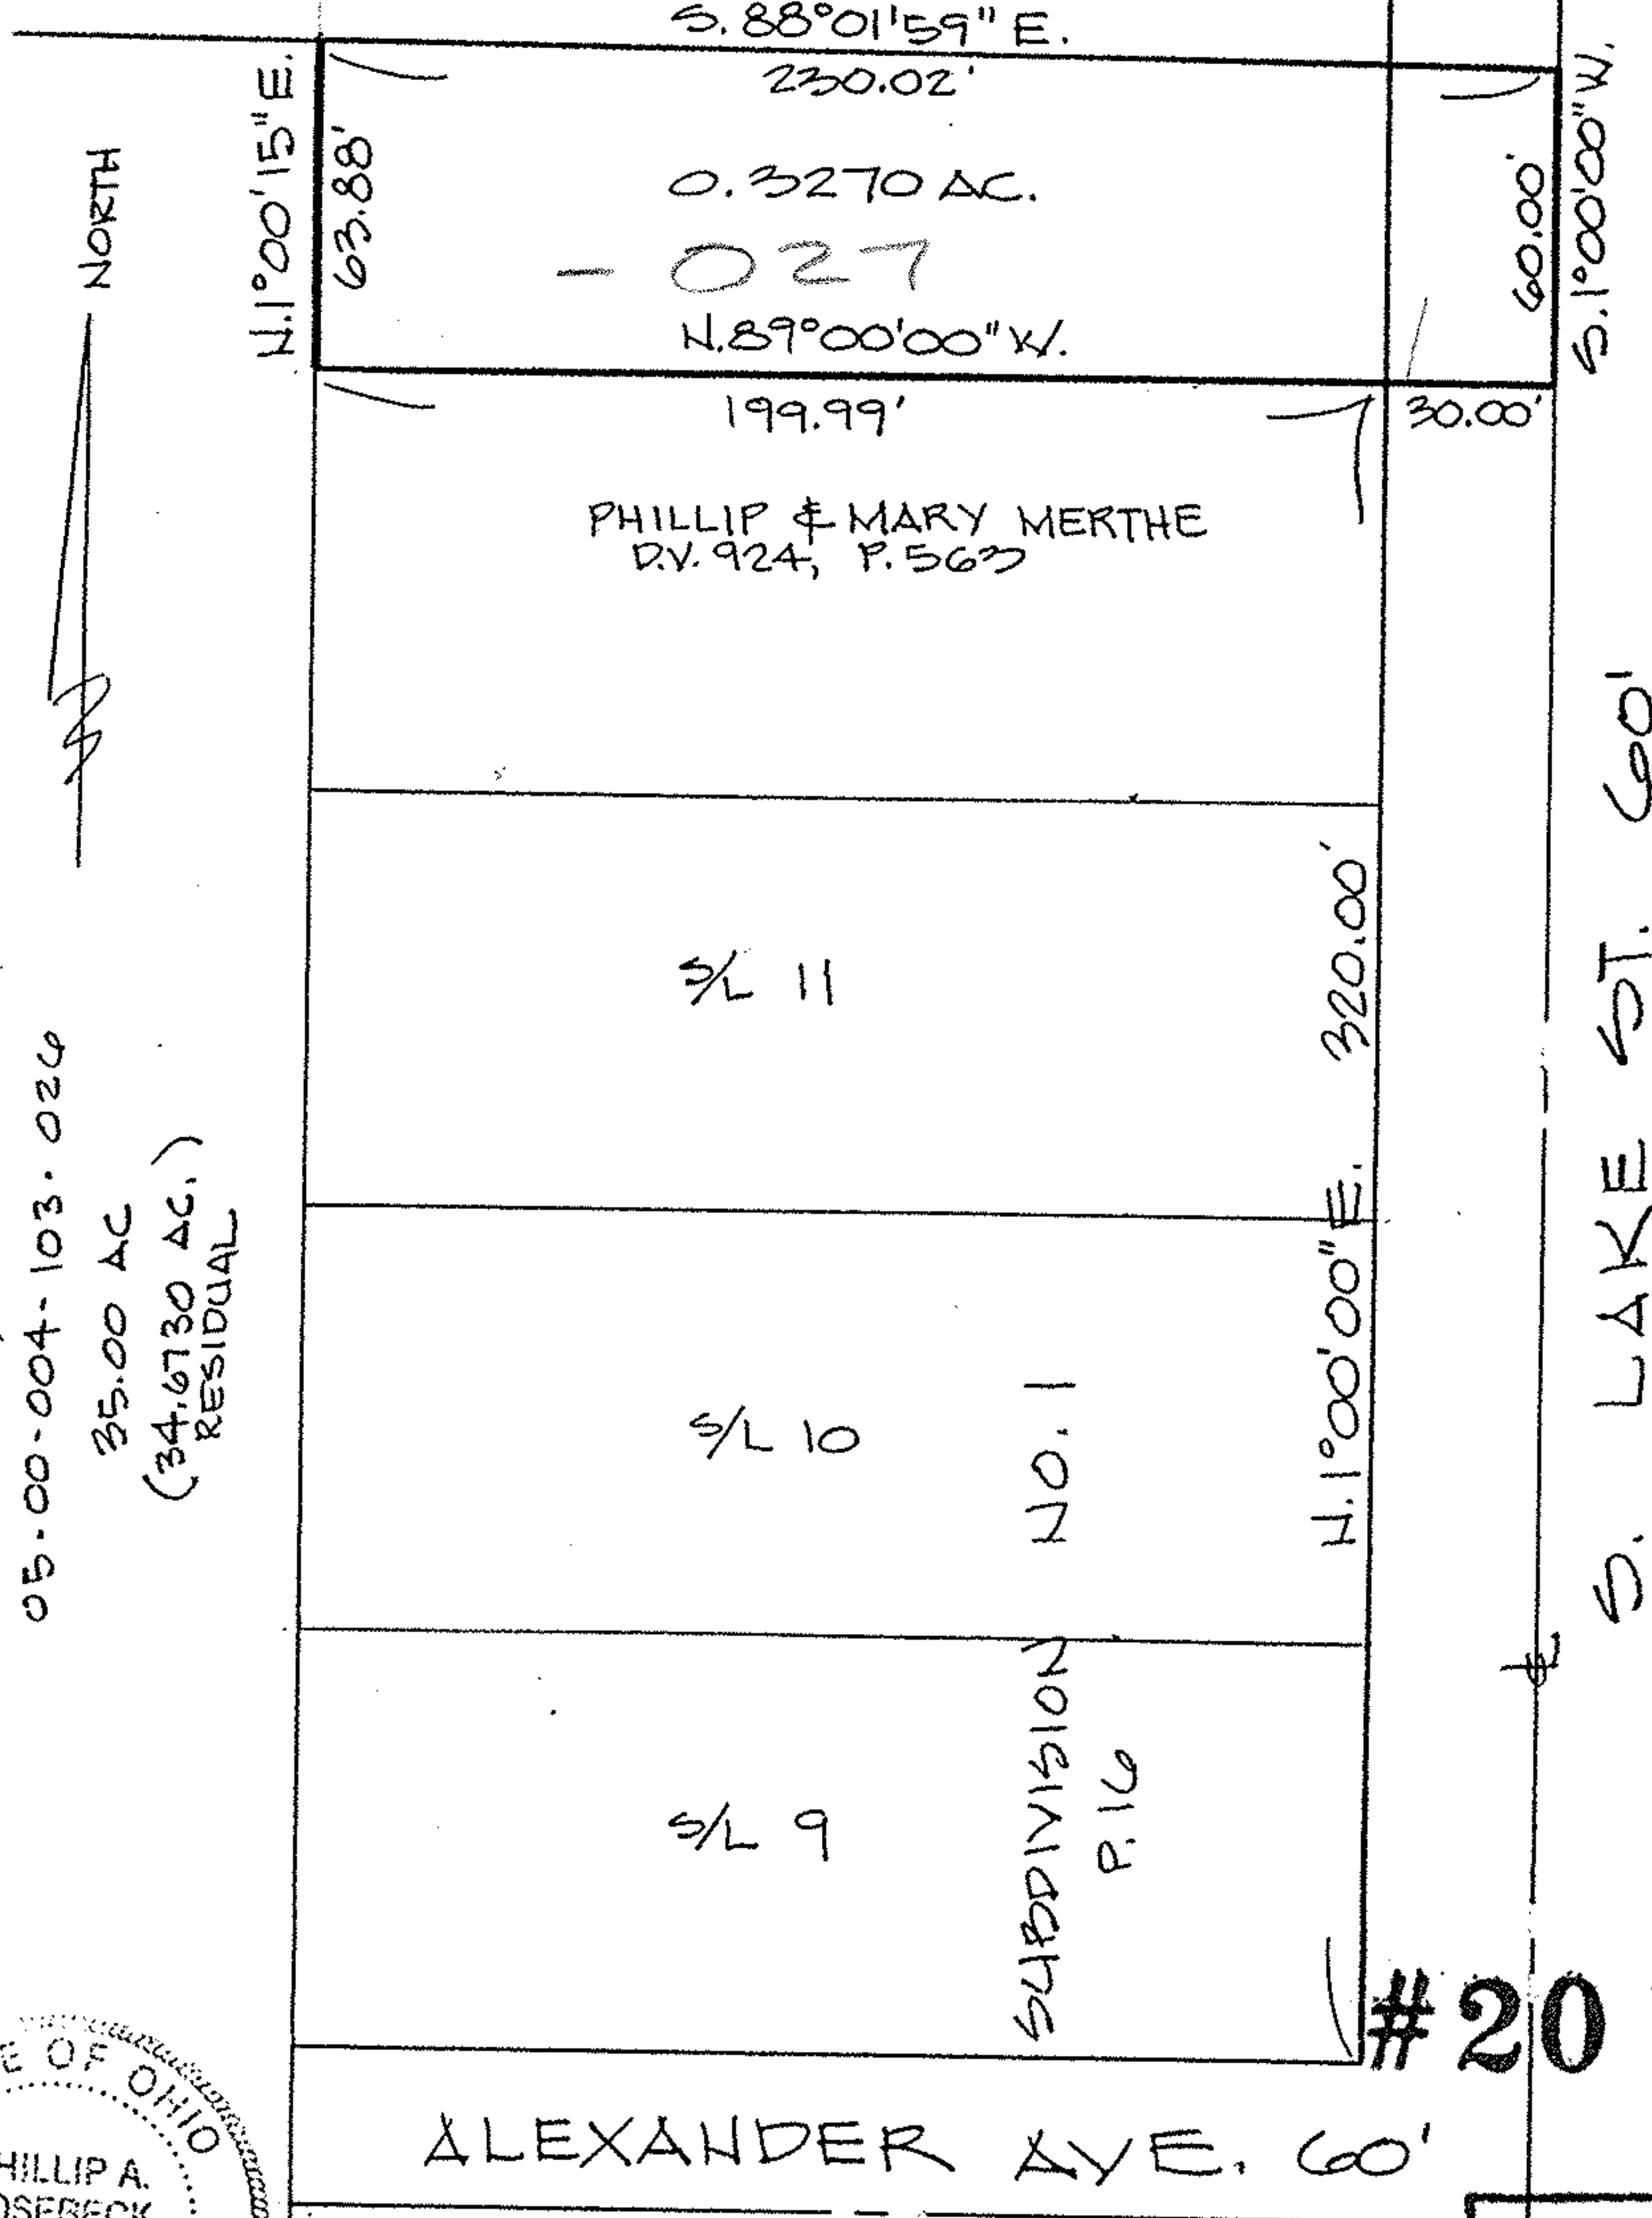 S. 88°01'59" E.
230.02'
N.1°00'15" E.
63.88'
0.3270 AC.
- 027
60.00'
S.1°00'00" W.
N.89°00'00" W.
199.99'
30.00'
NORTH
PHILLIP & MARY MERTHE
D.V. 924, P. 563
S/L 11
N.1°00'00" E. 320.00'
S. LAKE ST. 60'
05-00-004-103-026
35.00 AC
(34.6730 AC.)
RESIDUAL
S/L 10
S/L 9
SUBDIVISION NO. 1
P. 16
#20
ALEXANDER AVE. 60'
E OF OHIO
HILLIP A.
OSEBECK